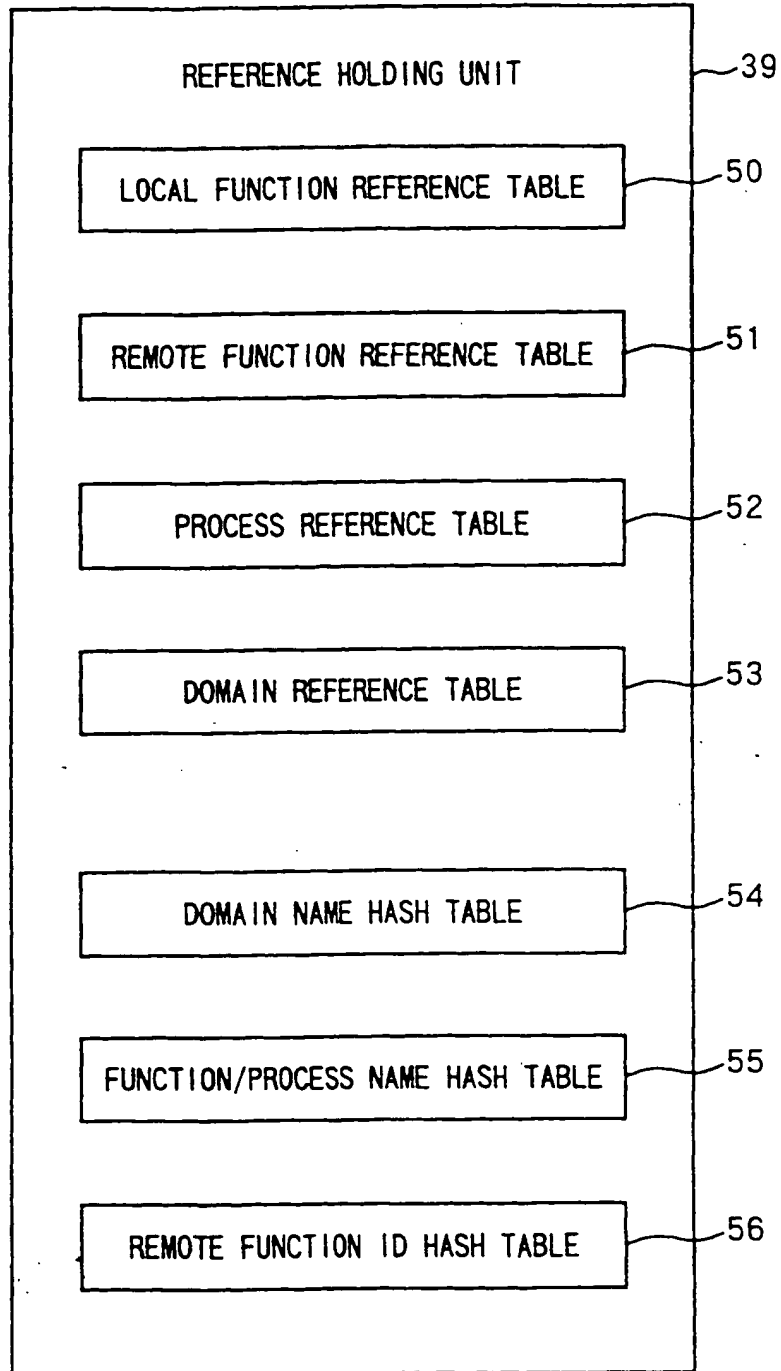 REFERENCE HOLDING UNIT
39
LOCAL FUNCTION REFERENCE TABLE
50
REMOTE FUNCTION REFERENCE TABLE
51
PROCESS REFERENCE TABLE
52
DOMAIN REFERENCE TABLE
53
DOMAIN NAME HASH TABLE
54
FUNCTION/PROCESS NAME HASH TABLE
55
REMOTE FUNCTION ID HASH TABLE
56